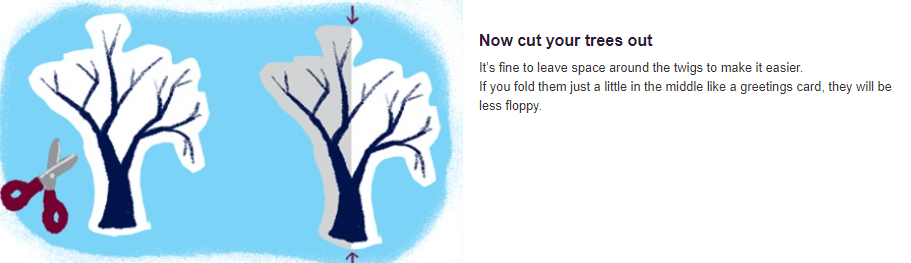 Now cut your trees out
It's fine to leave space around the twigs to make it easier.
If you fold them just a little in the middle like a greetings card, they will be
less floppy.